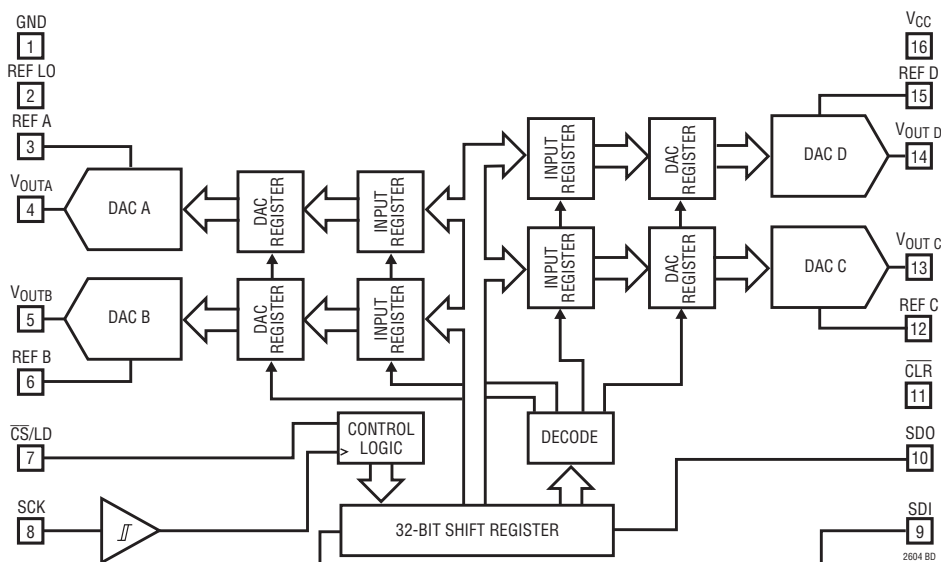 GND
1
REF LO
2
REF A
3
VOUTA
4
VOUTB
5
REF B
6
CS/LD
7
SCK
8
DAC A
DAC B
DAC
REGISTER
INPUT
REGISTER
DAC
REGISTER
INPUT
REGISTER
CONTROL
LOGIC
>
32-BIT SHIFT REGISTER
DECODE
INPUT
REGISTER
DAC
REGISTER
INPUT
REGISTER
DAC
REGISTER
DAC D
DAC C
VCC
16
REF D
15
VOUT D
14
VOUT C
13
REF C
12
CLR
11
SDO
10
SDI
9
2604 BD